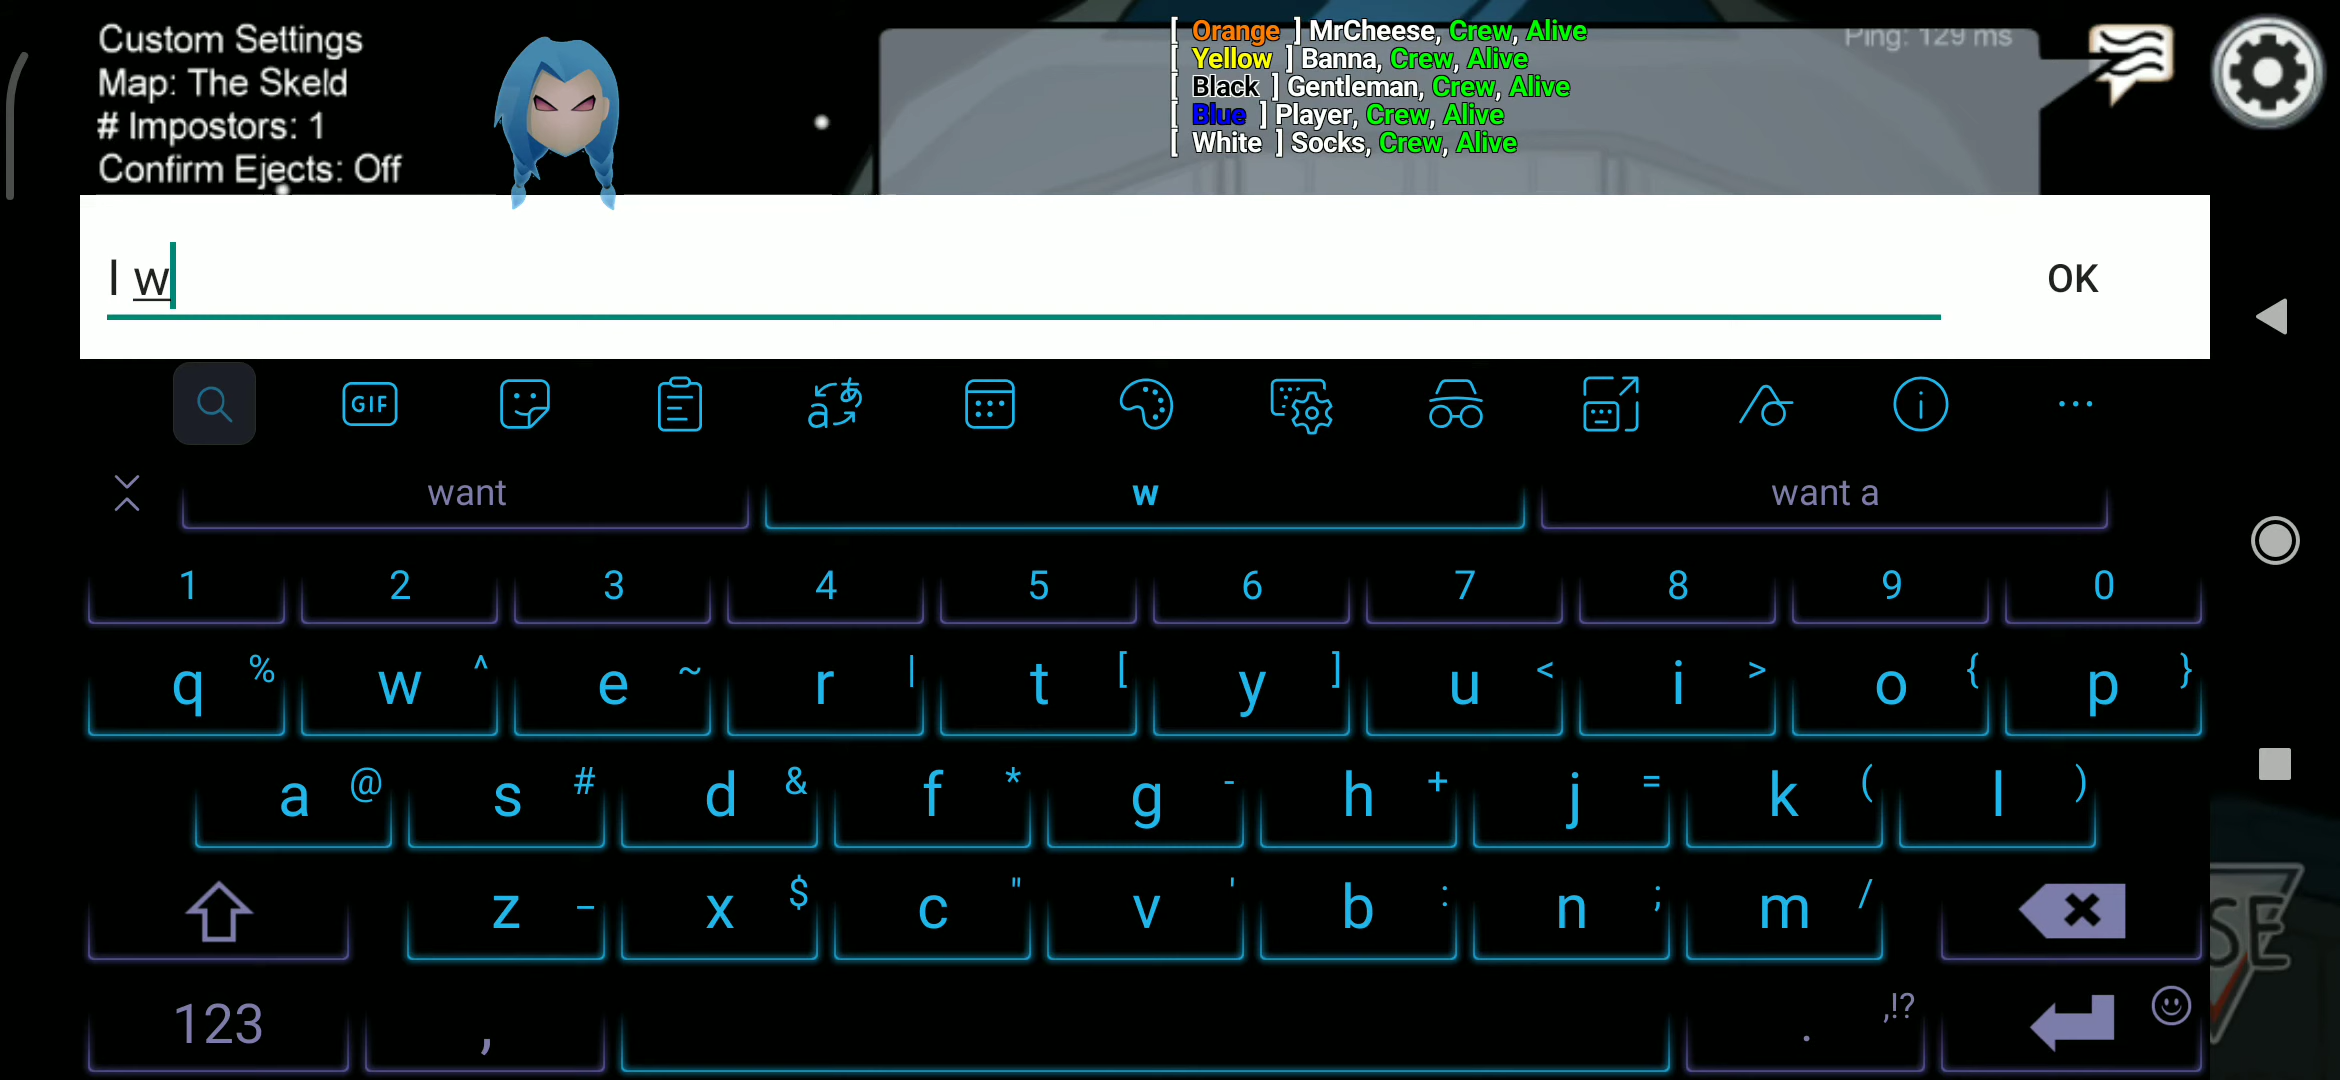 Custom Settings
Map: The Skeld
# Impostors: 1
Confirm Ejects: Off
[ Orange ] MrCheese, Crew, Alive
[ Yellow ] Banna, Crew, Alive
[ Black ] Gentleman, Crew, Alive
[ Blue ] Player, Crew, Alive
[ White ] Socks, Crew, Alive
Ping: 129 ms
I w
OK
GIF
want w want a
1 2 3 4 5 6 7 8 9 0
q % w ^ e ~ r | t [ y ] u < i > o { p }
a @ s # d & f * g - h + j = k ( l )
z _ x $ c " v ' b : n ; m /
123 , . ,!?